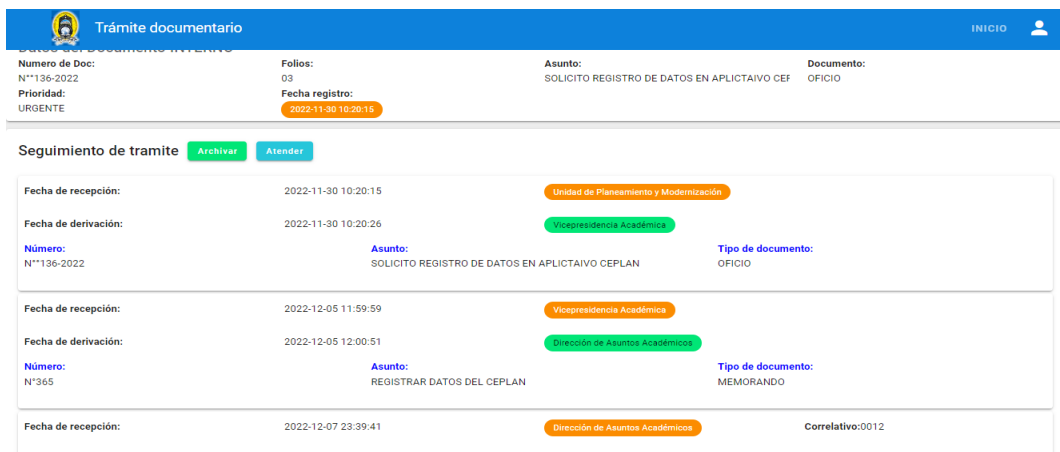 Trámite documentario
INICIO
Datos del Documento INTERNO
Numero de Doc: Folios: Asunto: Documento:
N°°136-2022 03 SOLICITO REGISTRO DE DATOS EN APLICTAIVO CEF OFICIO
Prioridad: Fecha registro:
URGENTE 2022-11-30 10:20:15
Seguimiento de tramite Archivar Atender
Fecha de recepción: 2022-11-30 10:20:15 Unidad de Planeamiento y Modernización
Fecha de derivación: 2022-11-30 10:20:26 Vicepresidencia Académica
Número: Asunto: Tipo de documento:
N°°136-2022 SOLICITO REGISTRO DE DATOS EN APLICTAIVO CEPLAN OFICIO
Fecha de recepción: 2022-12-05 11:59:59 Vicepresidencia Académica
Fecha de derivación: 2022-12-05 12:00:51 Dirección de Asuntos Académicos
Número: Asunto: Tipo de documento:
N°365 REGISTRAR DATOS DEL CEPLAN MEMORANDO
Fecha de recepción: 2022-12-07 23:39:41 Dirección de Asuntos Académicos Correlativo:0012